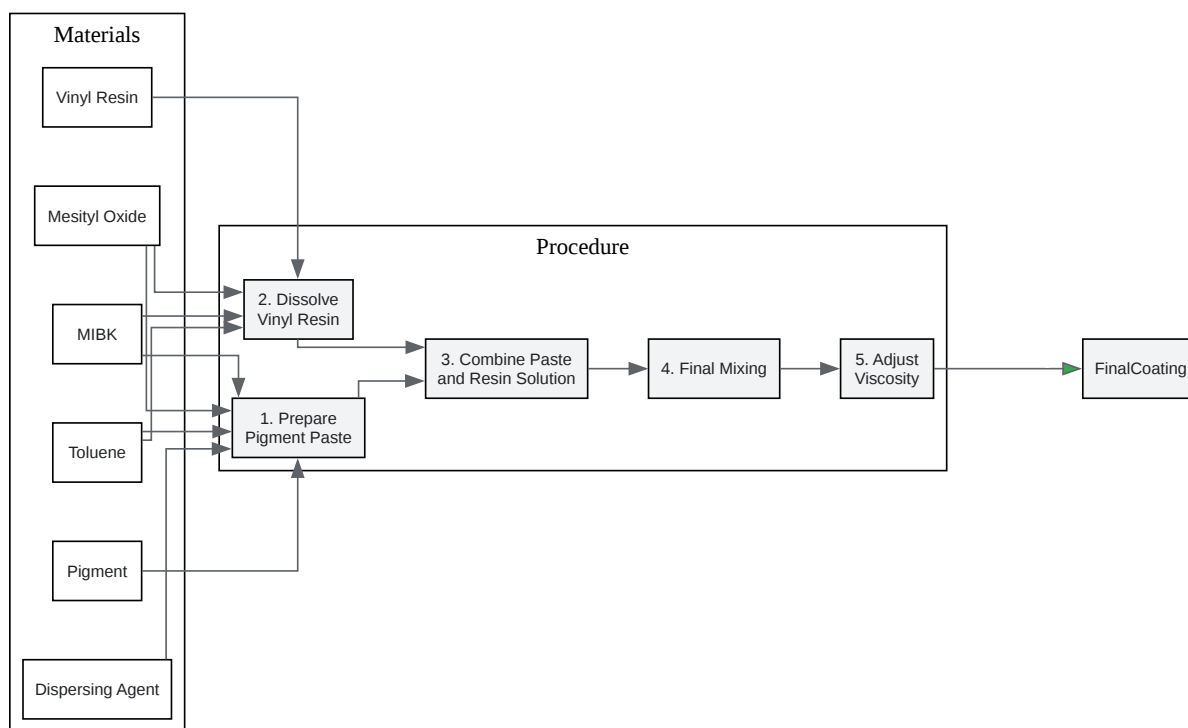 Materials
Vinyl Resin
Mesityl Oxide
MIBK
Toluene
Pigment
Dispersing Agent
Procedure
2. Dissolve
Vinyl Resin
1. Prepare
Pigment Paste
3. Combine Paste
and Resin Solution
4. Final Mixing
5. Adjust
Viscosity
FinalCoating